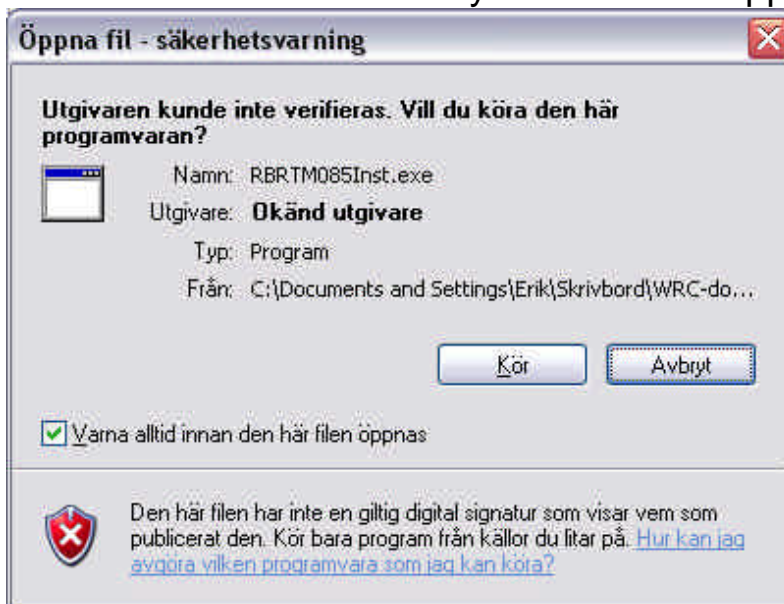 Öppna fil - säkerhetsvarning
Utgivaren kunde inte verifieras. Vill du köra den här
programvaran?
Namn: RBRTM085Inst.exe
Utgivare: Okänd utgivare
Typ: Program
Från: C:\Documents and Settings\Erik\Skrivbord\WRC-do...
Kör Avbryt
Varna alltid innan den här filen öppnas
Den här filen har inte en giltig digital signatur som visar vem som
publicerat den. Kör bara program från källor du litar på. Hur kan jag
avgöra vilken programvara som jag kan köra?